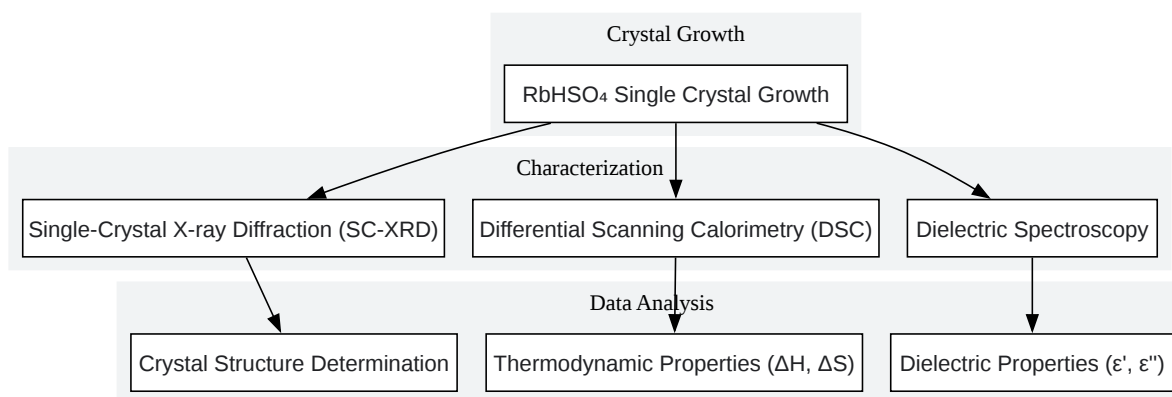 Crystal Growth
RbHSO₄ Single Crystal Growth
Characterization
Single-Crystal X-ray Diffraction (SC-XRD)
Differential Scanning Calorimetry (DSC)
Dielectric Spectroscopy
Data Analysis
Crystal Structure Determination
Thermodynamic Properties (ΔH, ΔS)
Dielectric Properties (ε', ε'')